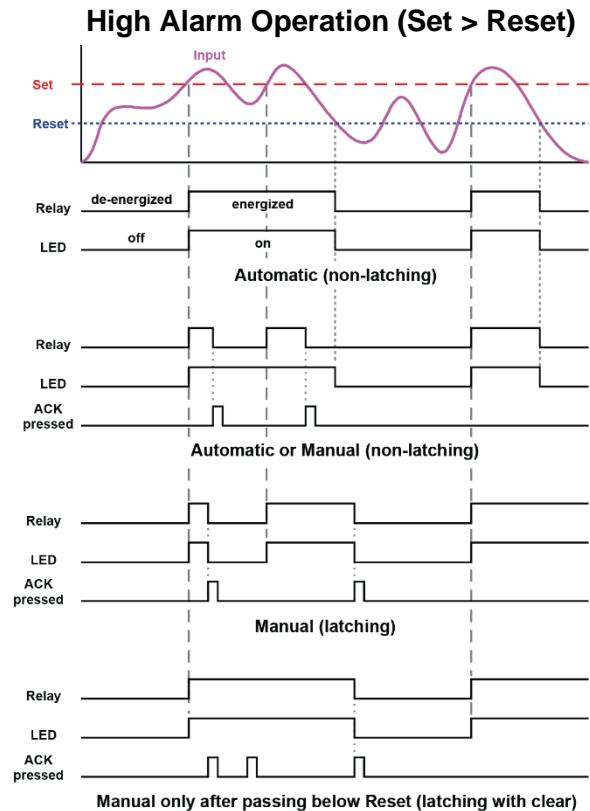 High Alarm Operation (Set > Reset)
Input
Set
Reset
de-energized
energized
Relay
off
on
LED
Automatic (non-latching)
Relay
LED
ACK
pressed
Automatic or Manual (non-latching)
Relay
LED
ACK
pressed
Manual (latching)
Relay
LED
ACK
pressed
Manual only after passing below Reset (latching with clear)